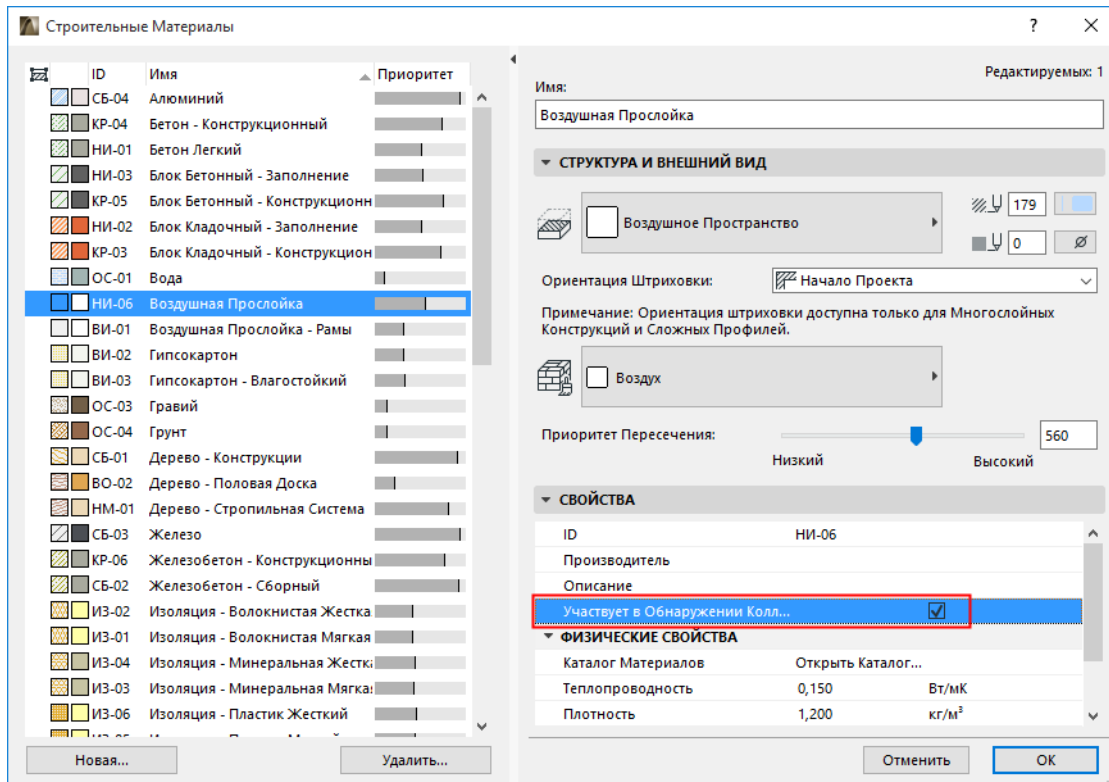 Строительные Материалы
?
ID Имя Приоритет
СБ-04 Алюминий
КР-04 Бетон - Конструкционный
НИ-01 Бетон Легкий
НИ-03 Блок Бетонный - Заполнение
КР-05 Блок Бетонный - Конструкционн
НИ-02 Блок Кладочный - Заполнение
КР-03 Блок Кладочный - Конструкцион
ОС-01 Вода
НИ-06 Воздушная Прослойка
ВИ-01 Воздушная Прослойка - Рамы
ВИ-02 Гипсокартон
ВИ-03 Гипсокартон - Влагостойкий
ОС-03 Гравий
ОС-04 Грунт
СБ-01 Дерево - Конструкции
ВО-02 Дерево - Половая Доска
НМ-01 Дерево - Стропильная Система
СБ-03 Железо
КР-06 Железобетон - Конструкционны
СБ-02 Железобетон - Сборный
ИЗ-02 Изоляция - Волокнистая Жестка
ИЗ-01 Изоляция - Волокнистая Мягкая
ИЗ-04 Изоляция - Минеральная Жестк
ИЗ-03 Изоляция - Минеральная Мягка
ИЗ-06 Изоляция - Пластик Жесткий
Новая...
Удалить...
Редактируемых: 1
Имя:
Воздушная Прослойка
СТРУКТУРА И ВНЕШНИЙ ВИД
Воздушное Пространство
179
0
Ориентация Штриховки: Начало Проекта
Примечание: Ориентация штриховки доступна только для Многослойных
Конструкций и Сложных Профилей.
Воздух
Приоритет Пересечения: 560
Низкий Высокий
СВОЙСТВА
ID НИ-06
Производитель
Описание
Участвует в Обнаружении Колл...
ФИЗИЧЕСКИЕ СВОЙСТВА
Каталог Материалов Открыть Каталог...
Теплопроводность 0,150 Вт/мК
Плотность 1,200 кг/м³
Отменить
ОК